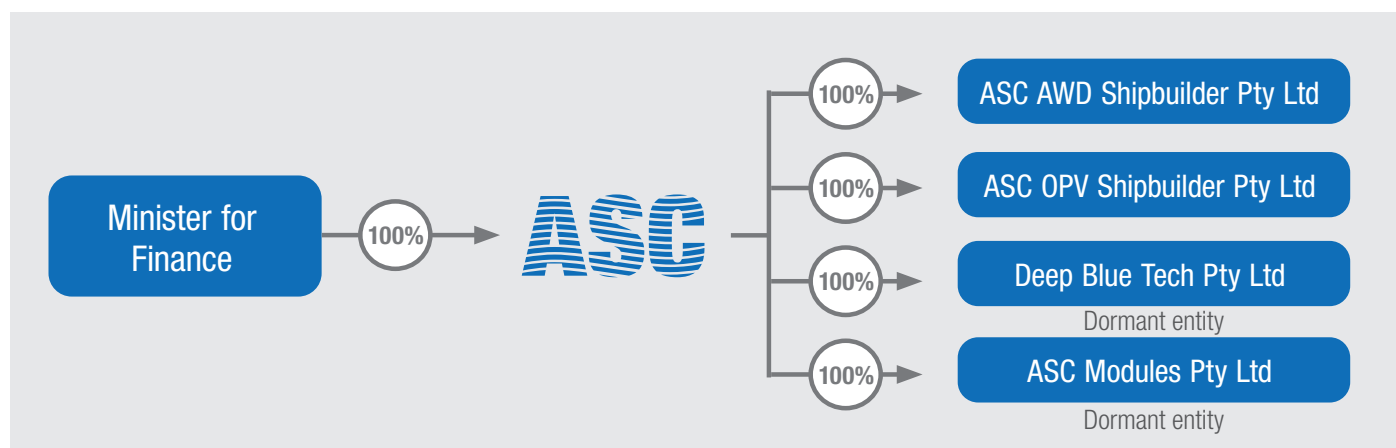 Minister for
Finance
100%
ASC
100%
ASC AWD Shipbuilder Pty Ltd
100%
ASC OPV Shipbuilder Pty Ltd
100%
Deep Blue Tech Pty Ltd
Dormant entity
100%
ASC Modules Pty Ltd
Dormant entity